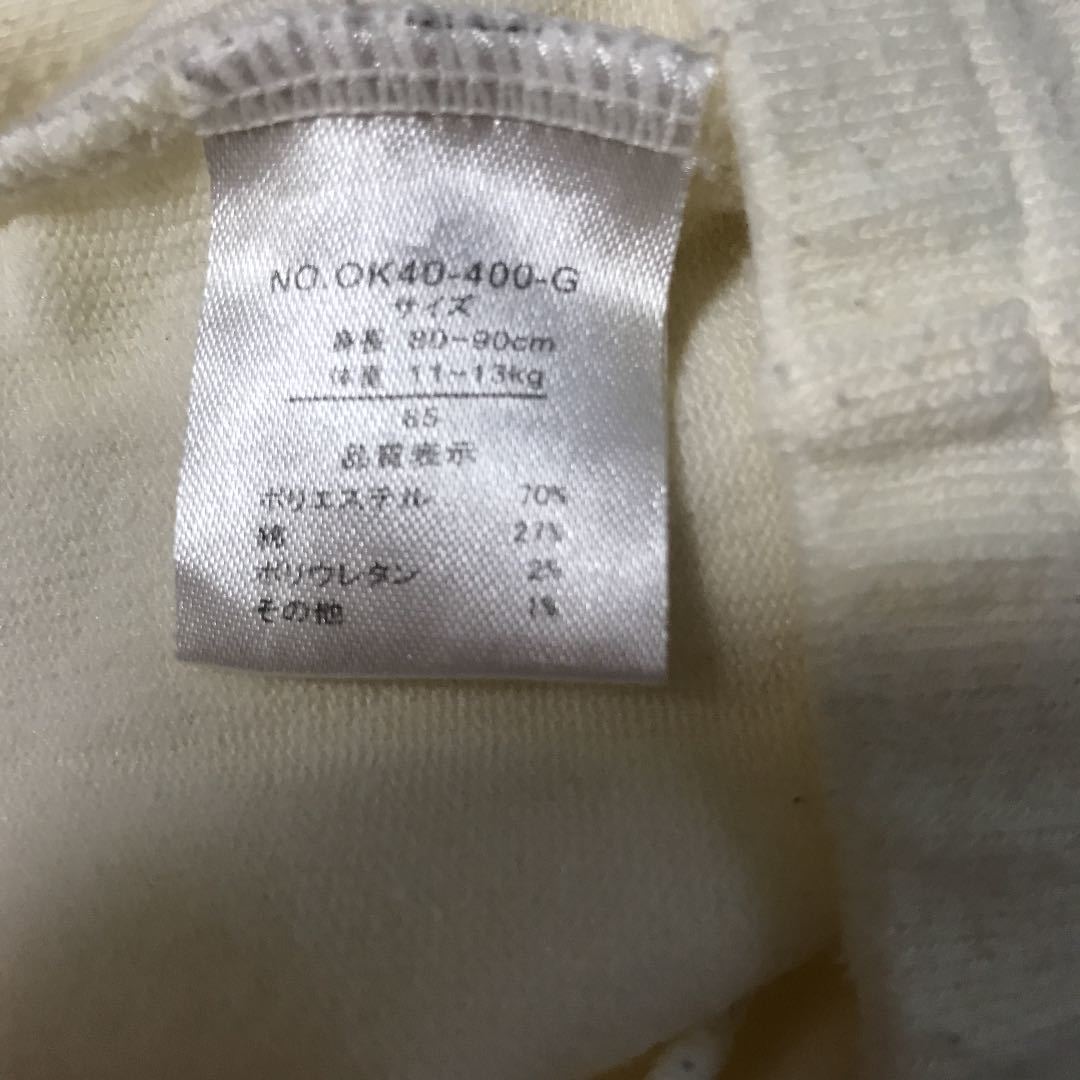 NO.OK40-400-G
サイズ
身長 80-90cm
体重 11-13kg
85
品質表示
ポリエステル 70%
綿 27%
ポリウレタン 2%
その他 1%